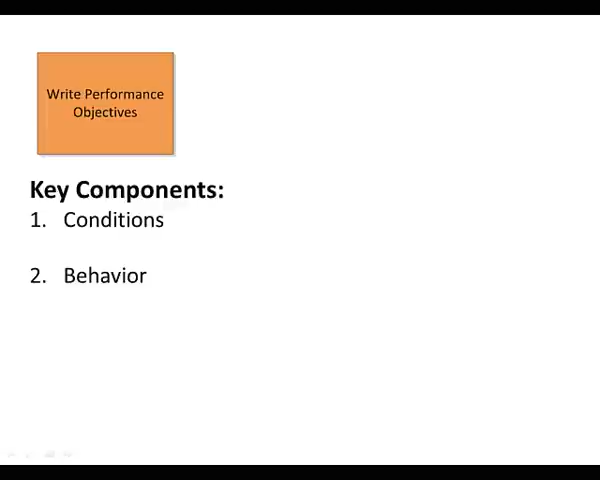 Write Performance
Objectives
Key Components:
1. Conditions
2. Behavior